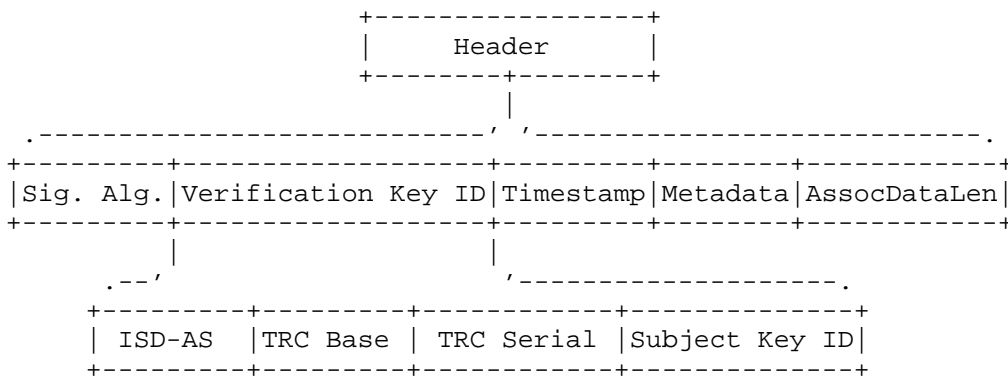 Header
Sig. Alg. Verification Key ID Timestamp Metadata AssocDataLen
ISD-AS TRC Base TRC Serial Subject Key ID